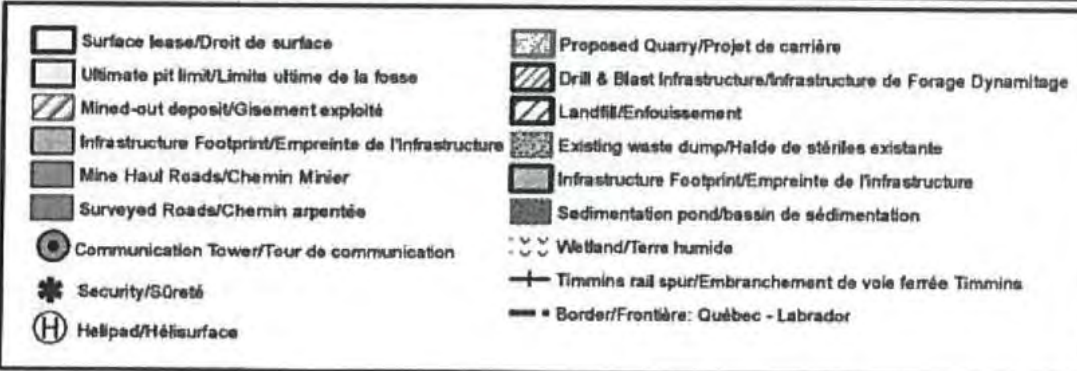 Surface lease/Droit de surface
Ultimate pit limit/Limite ultime de la fosse
Mined-out deposit/Gisement exploité
Infrastructure Footprint/Empreinte de l'Infrastructure
Mine Haul Roads/Chemin Minier
Surveyed Roads/Chemin arpentée
Communication Tower/Tour de communication
Security/Sûreté
H Helipad/Hélisurface
Proposed Quarry/Projet de carrière
Drill & Blast Infrastructure/Infrastructure de Forage Dynamitage
Landfill/Enfouissement
Existing waste dump/Halde de stériles existante
Infrastructure Footprint/Empreinte de l'infrastructure
Sedimentation pond/bassin de sédimentation
Wetland/Terre humide
Timmins rail spur/Embranchement de voie ferrée Timmins
Border/Frontière: Québec - Labrador